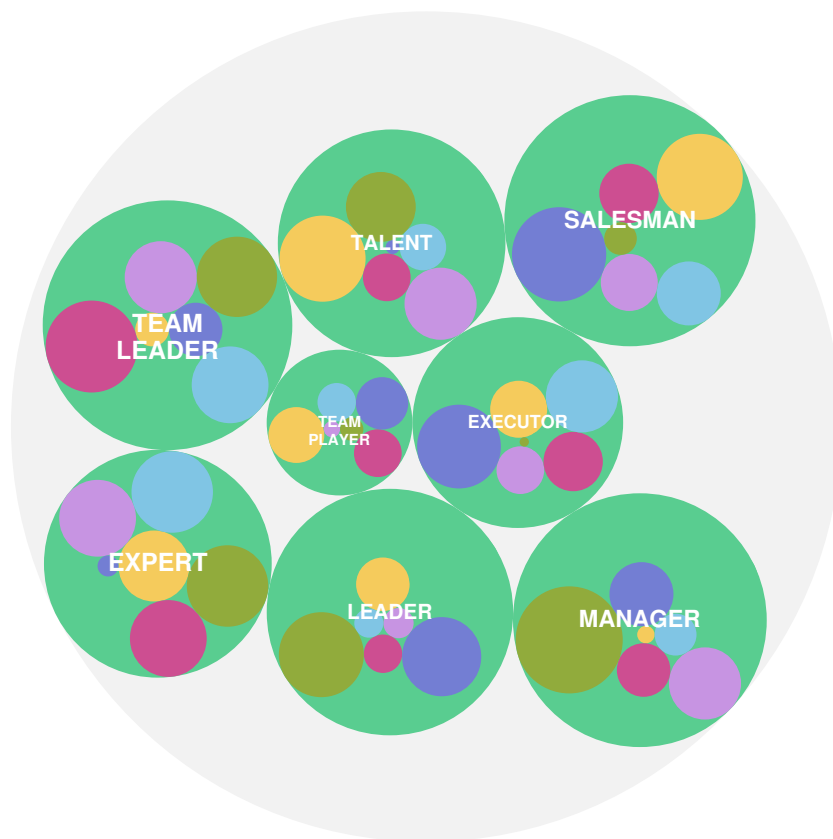 SALESMAN
TALENT
TEAM
LEADER
TEAM
PLAYER
EXECUTOR
EXPERT
LEADER
MANAGER